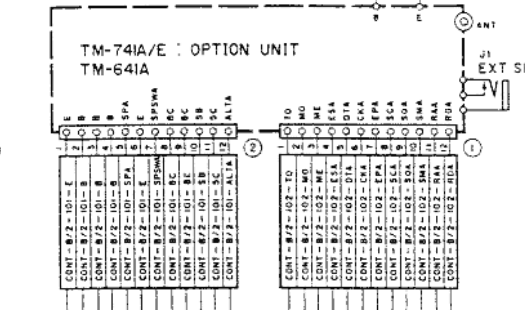 B E ANT
TM-741A/E : OPTION UNIT
TM-641A
J1
EXT S
E B B B SPA E SPSWA 8C 8C SB SC ALTA
TO MO ME ESA DTA CKA EPA SCA SOA SMA RAA RDA
1 2 3 4 5 6 7 8 9 10 11 12 ②
1 2 3 4 5 6 7 8 9 10 11 12 ①
CONT-B/2-101-E
CONT-B/2-101-B
CONT-B/2-101-B
CONT-B/2-101-B
CONT-B/2-101-SPA
CONT-B/2-101-E
CONT-B/2-101-SPSWA
CONT-B/2-101-8C
CONT-B/2-101-8C
CONT-B/2-101-SB
CONT-B/2-101-SC
CONT-B/2-101-ALTA
CONT-B/2-102-TO
CONT-B/2-102-MO
CONT-B/2-102-ME
CONT-B/2-102-ESA
CONT-B/2-102-DTA
CONT-B/2-102-CKA
CONT-B/2-102-EPA
CONT-B/2-102-SCA
CONT-B/2-102-SOA
CONT-B/2-102-SMA
CONT-B/2-102-RAA
CONT-B/2-102-RDA